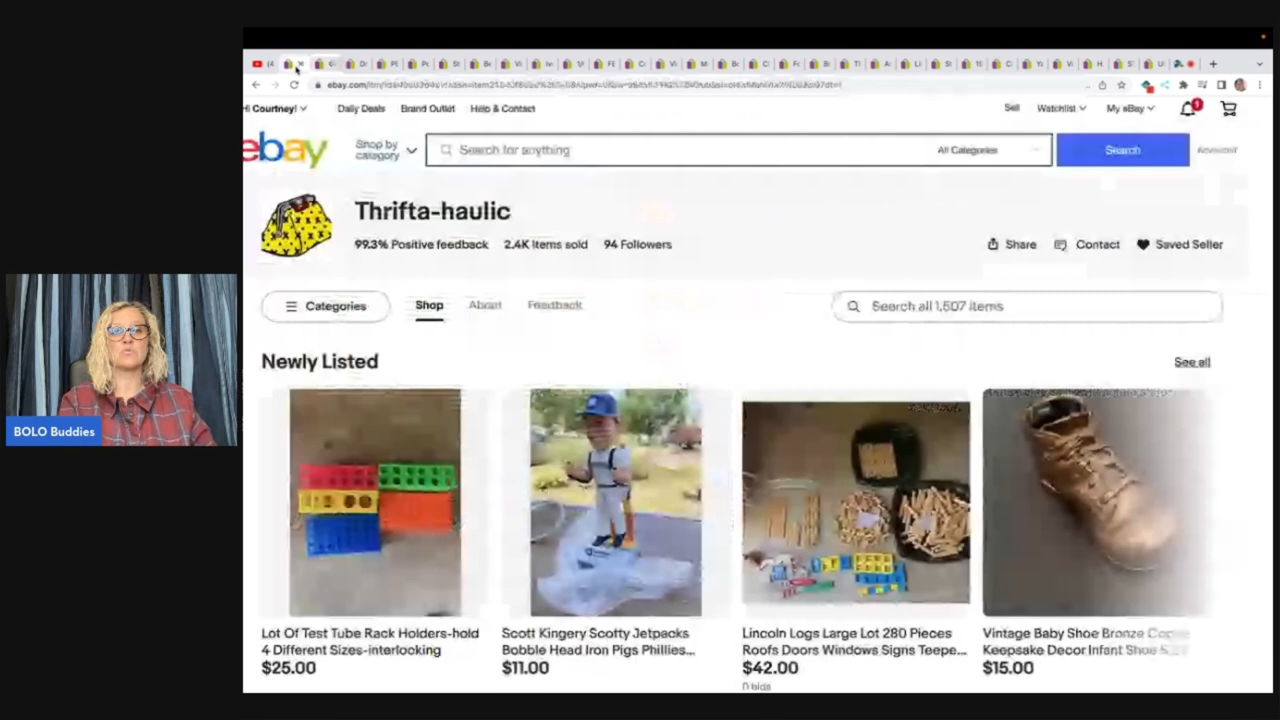 Hi Courtney!
Daily Deals
Brand Outlet
Help & Contact
Sell
Watchlist
My eBay
1
ebay
Shop by
category
Search for anything
All Categories
Search
Advanced
Thrifta-haulic
99.3% Positive feedback
2.4K Items sold
94 Followers
Share
Contact
Saved Seller
Categories
Shop
About
Feedback
Search all 1,507 items
Newly Listed
See all
BOLO Buddies
Lot Of Test Tube Rack Holders-hold
4 Different Sizes-interlocking
$25.00
Scott Kingery Scotty Jetpacks
Bobble Head Iron Pigs Phillies...
$11.00
Lincoln Logs Large Lot 280 Pieces
Roofs Doors Windows Signs Teepe...
$42.00
0 bids
Vintage Baby Shoe Bronze
Keepsake Decor Infant Shoe
$15.00